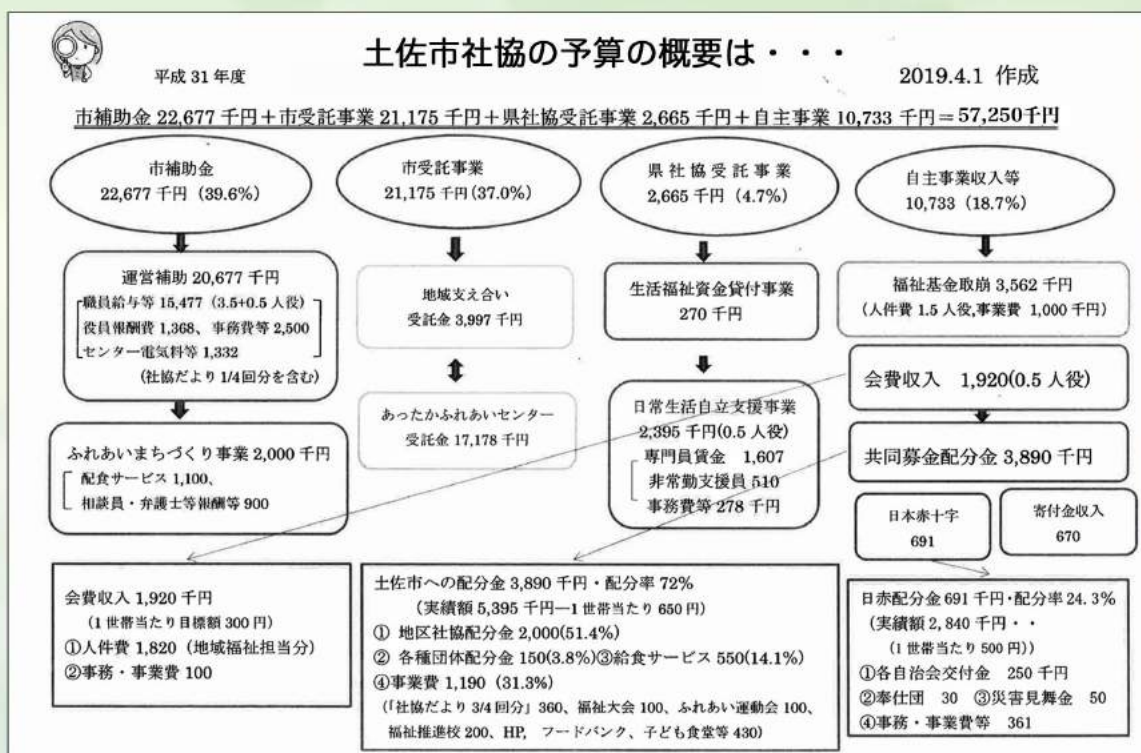 土佐市社協の予算の概要は・・・
平成 31 年度
2019.4.1 作成
市補助金 22,677 千円＋市受託事業 21,175 千円＋県社協受託事業 2,665 千円＋自主事業 10,733 千円＝57,250千円
市補助金
22,677 千円 (39.6%)
運営補助 20,677 千円
職員給与等 15,477 (3.5+0.5 人役)
役員報酬費 1,368、事務費等 2,500
センター電気料等 1,332
(社協だより 1/4回分を含む)
ふれあいまちづくり事業 2,000 千円
配食サービス 1,100、
相談員・弁護士等報酬等 900
市受託事業
21,175 千円(37.0%)
地域支え合い
受託金 3,997 千円
あったかふれあいセンター
受託金 17,178 千円
県社協受託事業
2,665 千円 (4.7%)
生活福祉資金貸付事業
270 千円
日常生活自立支援事業
2,395 千円(0.5 人役)
専門員賃金 1,607
非常勤支援員 510
事務費等 278 千円
自主事業収入等
10,733 (18.7%)
福祉基金取崩 3,562 千円
(人件費 1.5 人役,事業費 1,000 千円)
会費収入 1,920(0.5 人役)
共同募金配分金 3,890 千円
日本赤十字
691
寄付金収入
670
会費収入 1,920 千円
(1 世帯当たり目標額 300 円)
①人件費 1,820 (地域福祉担当分)
②事務・事業費 100
土佐市への配分金 3,890 千円・配分率 72%
(実績額 5,395 千円―1 世帯当たり 650 円)
① 地区社協配分金 2,000(51.4%)
② 各種団体配分金 150(3.8%)③給食サービス 550(14.1%)
④事業費 1,190 (31.3%)
(「社協だより 3/4 回分」360、福祉大会 100、ふれあい運動会 100、
福祉推進校 200、HP, フードバンク、子ども食堂等 430)
日赤配分金 691 千円・配分率 24.3%
(実績額 2,840 千円・・
(1 世帯当たり 500 円))
①各自治会交付金 250 千円
②奉仕団 30 ③災害見舞金 50
④事務・事業費等 361